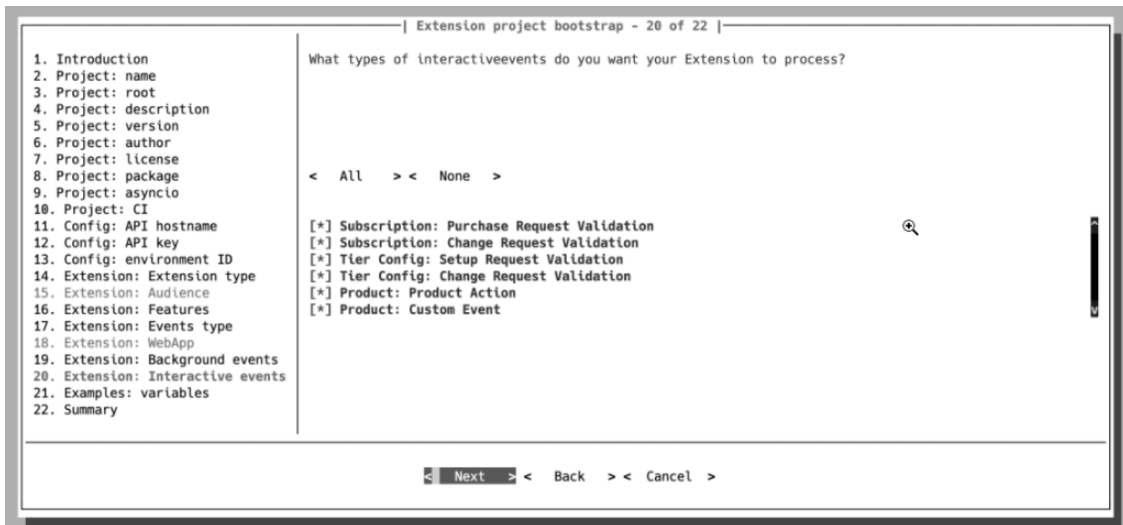 | Extension project bootstrap - 20 of 22 |
1. Introduction
2. Project: name
3. Project: root
4. Project: description
5. Project: version
6. Project: author
7. Project: license
8. Project: package
9. Project: asyncio
10. Project: CI
11. Config: API hostname
12. Config: API key
13. Config: environment ID
14. Extension: Extension type
15. Extension: Audience
16. Extension: Features
17. Extension: Events type
18. Extension: WebApp
19. Extension: Background events
20. Extension: Interactive events
21. Examples: variables
22. Summary
What types of interactiveevents do you want your Extension to process?
< All > < None >
[*] Subscription: Purchase Request Validation
[*] Subscription: Change Request Validation
[*] Tier Config: Setup Request Validation
[*] Tier Config: Change Request Validation
[*] Product: Product Action
[*] Product: Custom Event
< Next > < Back > < Cancel >